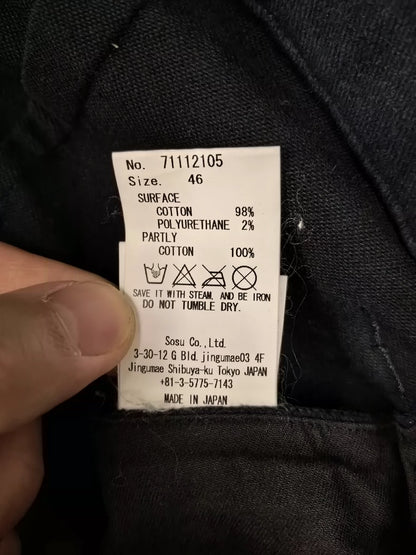 No. 71112105
Size. 46
SURFACE
COTTON 98%
POLYURETHANE 2%
PARTLY
COTTON 100%
SAVE IT WITH STEAM, AND BE IRON
DO NOT TUMBLE DRY.
Sosu Co.,Ltd.
3-30-12 G Bld.jingumae03 4F
Jingumae Shibuya-ku Tokyo JAPAN
+81-3-5775-7143
MADE IN JAPAN